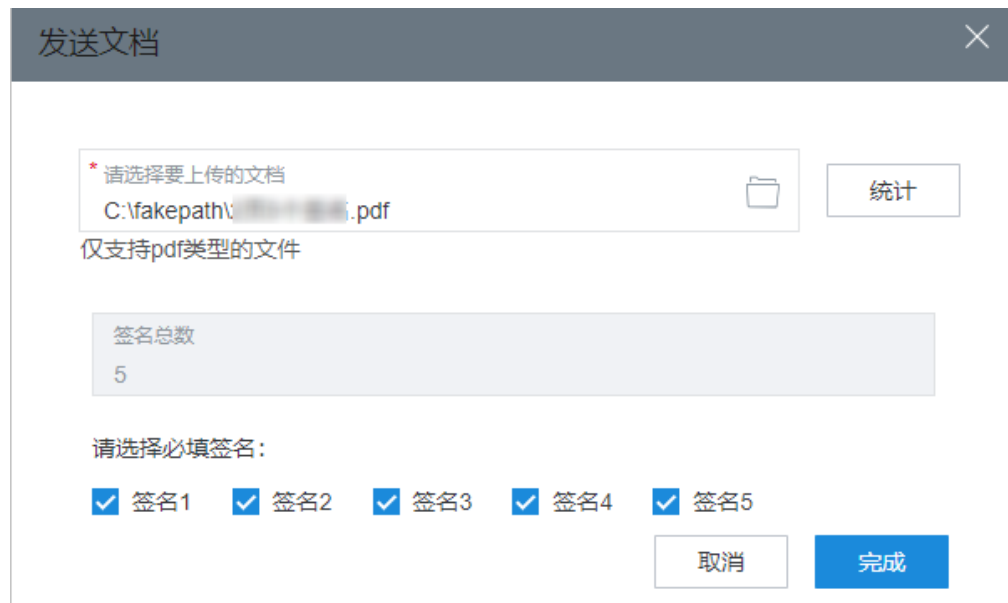 发送文档
* 请选择要上传的文档
C:\fakepath\ .pdf
统计
仅支持pdf类型的文件
签名总数
5
请选择必填签名：
签名1 签名2 签名3 签名4 签名5
取消 完成